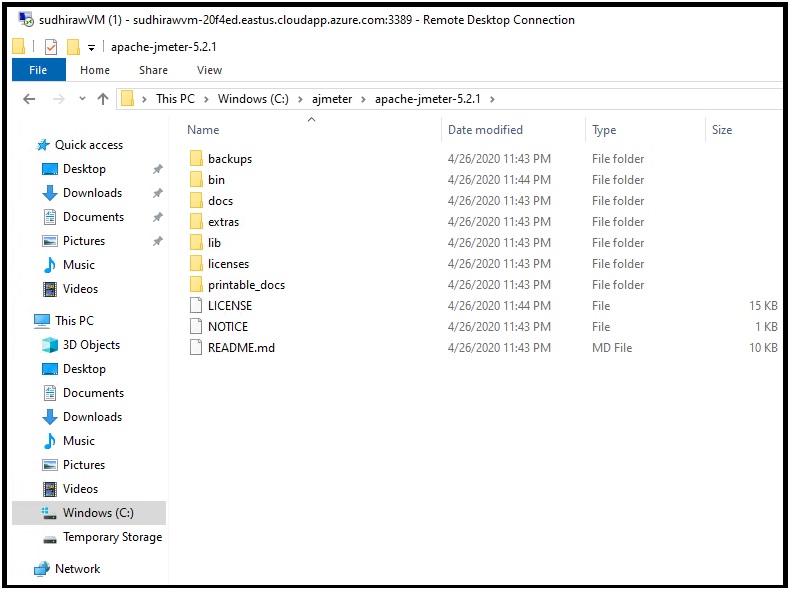 sudhirawVM (1) - sudhirawvm-20f4ed.eastus.cloudapp.azure.com:3389 - Remote Desktop Connection
apache-jmeter-5.2.1
File Home Share View
This PC Windows (C:) ajmeter apache-jmeter-5.2.1
Quick access
Desktop
Downloads
Documents
Pictures
Music
Videos
This PC
3D Objects
Desktop
Documents
Downloads
Music
Pictures
Videos
Windows (C:)
Temporary Storage
Network
Name Date modified Type Size
backups 4/26/2020 11:43 PM File folder
bin 4/26/2020 11:44 PM File folder
docs 4/26/2020 11:43 PM File folder
extras 4/26/2020 11:43 PM File folder
lib 4/26/2020 11:43 PM File folder
licenses 4/26/2020 11:43 PM File folder
printable_docs 4/26/2020 11:43 PM File folder
LICENSE 4/26/2020 11:44 PM File 15 KB
NOTICE 4/26/2020 11:43 PM File 1 KB
README.md 4/26/2020 11:43 PM MD File 10 KB